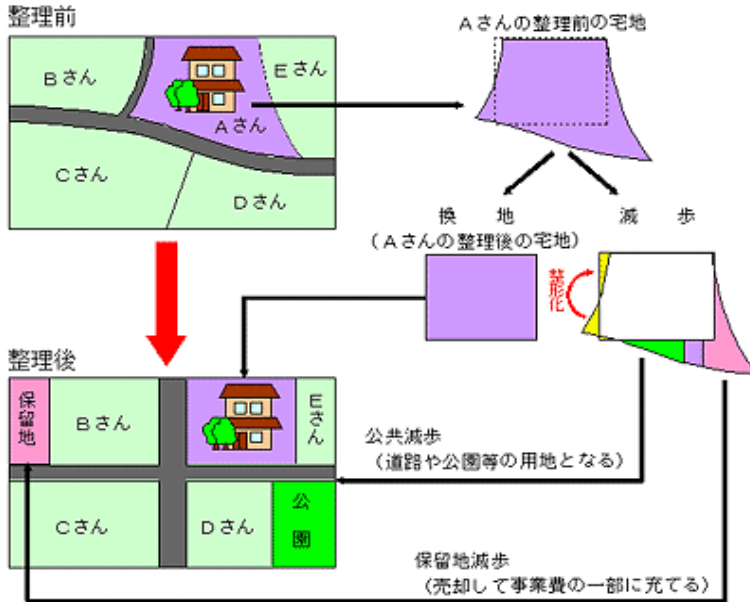 整理前
Aさんの整理前の宅地
Bさん
Eさん
Aさん
Cさん
Dさん
換地
減歩
(Aさんの整理後の宅地)
整形化
整理後
保留地
Bさん
Eさん
公共減歩
(道路や公園等の用地となる)
Cさん
Dさん
公園
保留地減歩
(売却して事業費の一部に充てる)